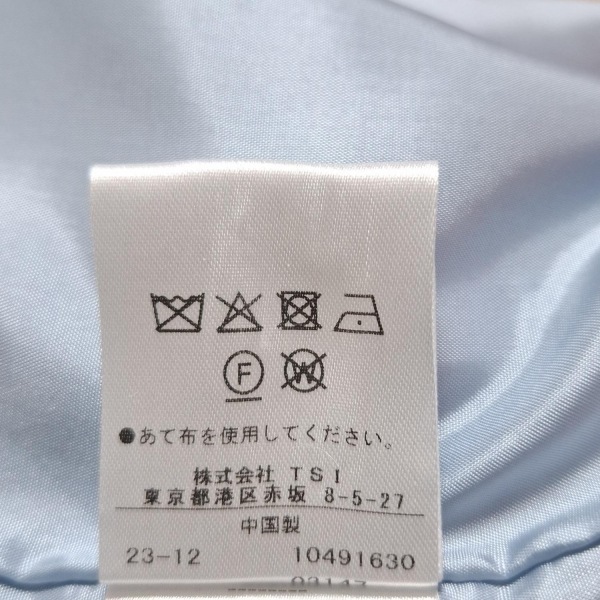 F W
●あて布を使用してください。
株式会社 TSI
東京都港区赤坂 8-5-27
中国製
23-12 10491630